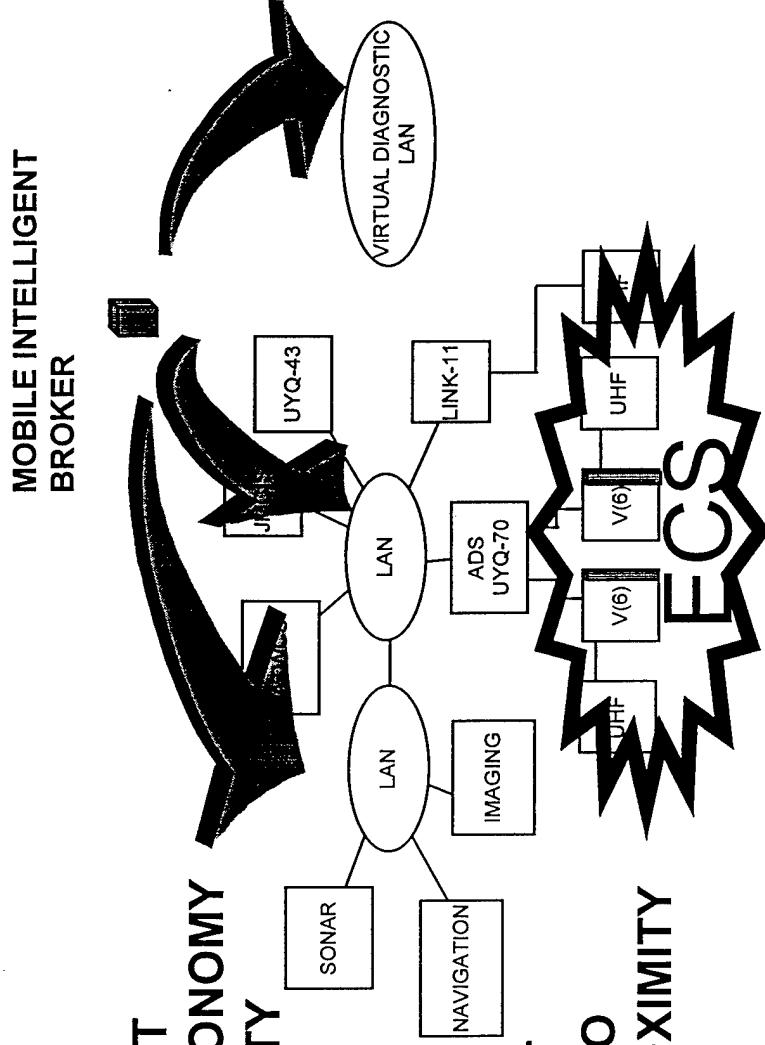 MOBILE INTELLIGENT
BROKER
UYQ-43
VIRTUAL DIAGNOSTIC
LAN
LAN
LAN
LINK-11
ADS
UYQ-70
SONAR
NAVIGATION
IMAGING
UHF
V(6)
V(6)
UHF
ECS
T
ONOMY
TY
O
XIMITY